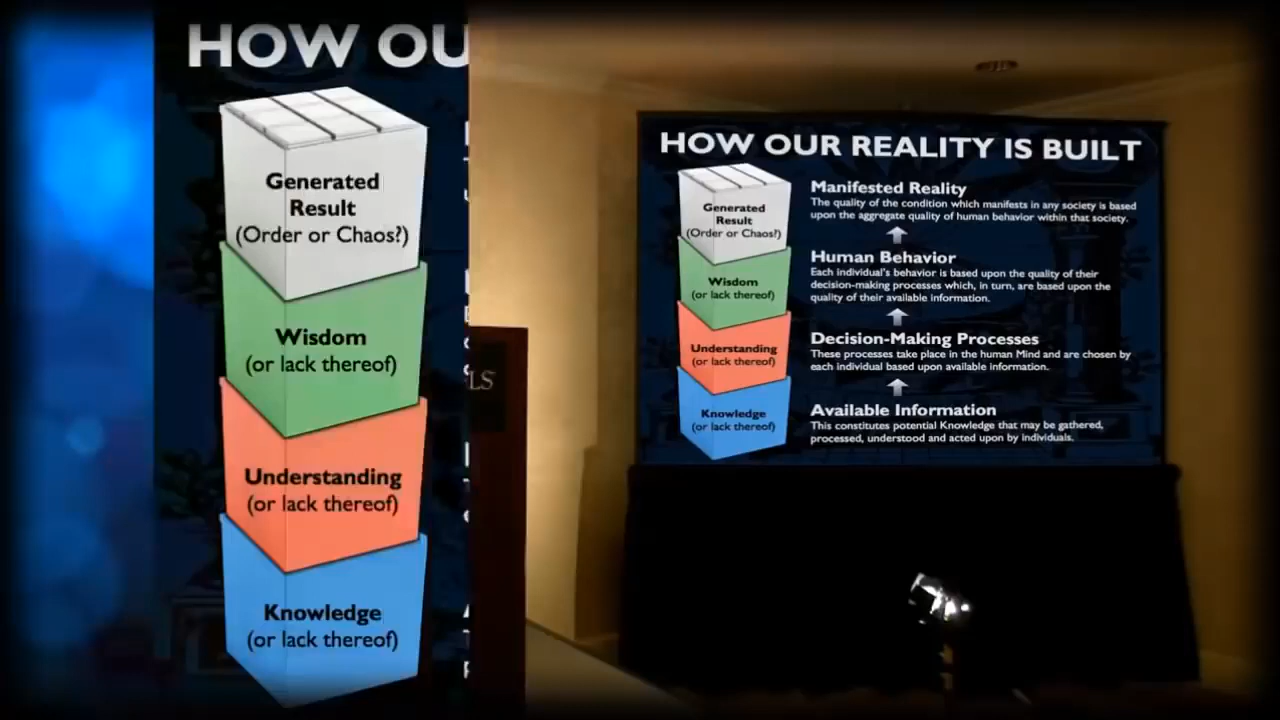 HOW OU
Generated
Result
(Order or Chaos?)
Wisdom
(or lack thereof)
Understanding
(or lack thereof)
Knowledge
(or lack thereof)
LS
HOW OUR REALITY IS BUILT
Generated
Result
(Order or Chaos?)
Wisdom
(or lack thereof)
Understanding
(or lack thereof)
Knowledge
(or lack thereof)
Manifested Reality
The quality of the condition which manifests in any society is based
upon the aggregate quality of human behavior within that society.
Human Behavior
Each individual's behavior is based upon the quality of their
decision-making processes which, in turn, are based upon the
quality of their available information.
Decision-Making Processes
These processes take place in the human Mind and are chosen by
each individual based upon available information.
Available Information
This constitutes potential Knowledge that may be gathered,
processed, understood and acted upon by individuals.